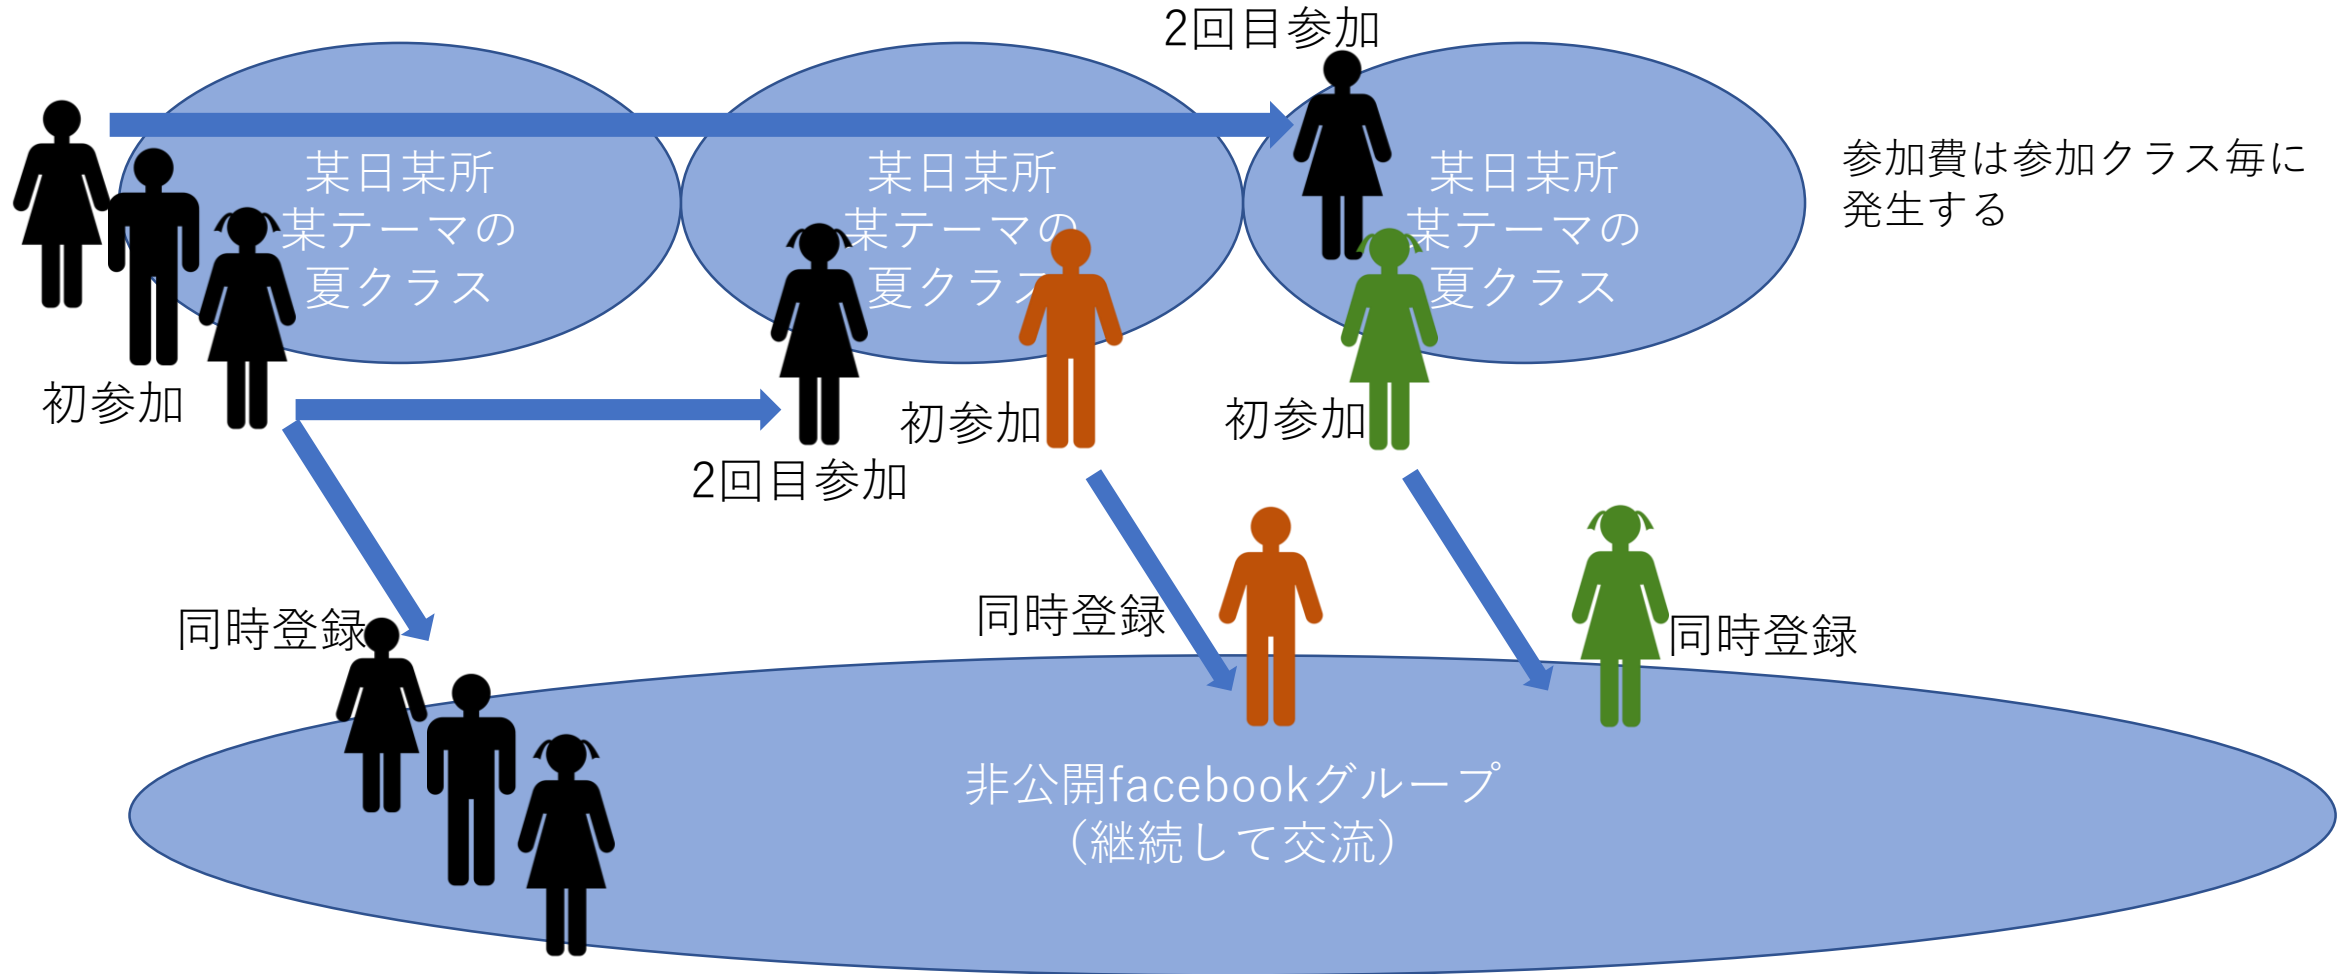 2回目参加
某日某所
某テーマの
夏クラス
某日某所
某テーマの
夏クラス
某日某所
某テーマの
夏クラス
参加費は参加クラス毎に
発生する
初参加
2回目参加
初参加
初参加
同時登録
同時登録
同時登録
非公開facebookグループ
（継続して交流）